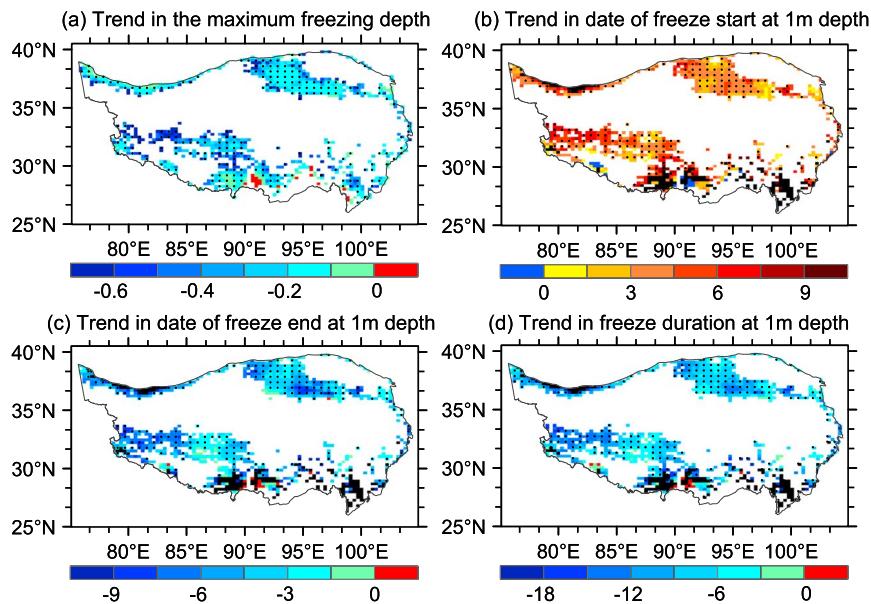 (a) Trend in the maximum freezing depth
(b) Trend in date of freeze start at 1m depth
40°N
35°N
30°N
25°N
80°E 85°E 90°E 95°E 100°E
-0.6 -0.4 -0.2 0
40°N
35°N
30°N
25°N
80°E 85°E 90°E 95°E 100°E
0 3 6 9
(c) Trend in date of freeze end at 1m depth
(d) Trend in freeze duration at 1m depth
40°N
35°N
30°N
25°N
80°E 85°E 90°E 95°E 100°E
-9 -6 -3 0
40°N
35°N
30°N
25°N
80°E 85°E 90°E 95°E 100°E
-18 -12 -6 0